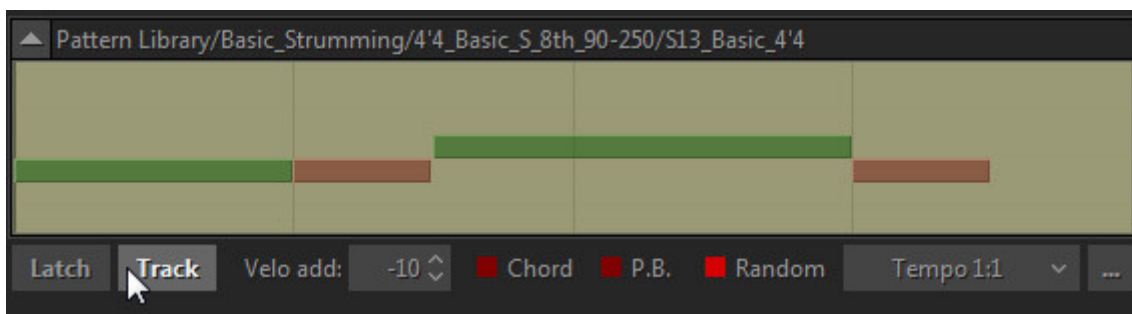 Pattern Library/Basic_Strumming/4'4_Basic_S_8th_90-250/S13_Basic_4'4
Latch Track Velo add: -10 Chord P.B. Random Tempo 1:1 ...